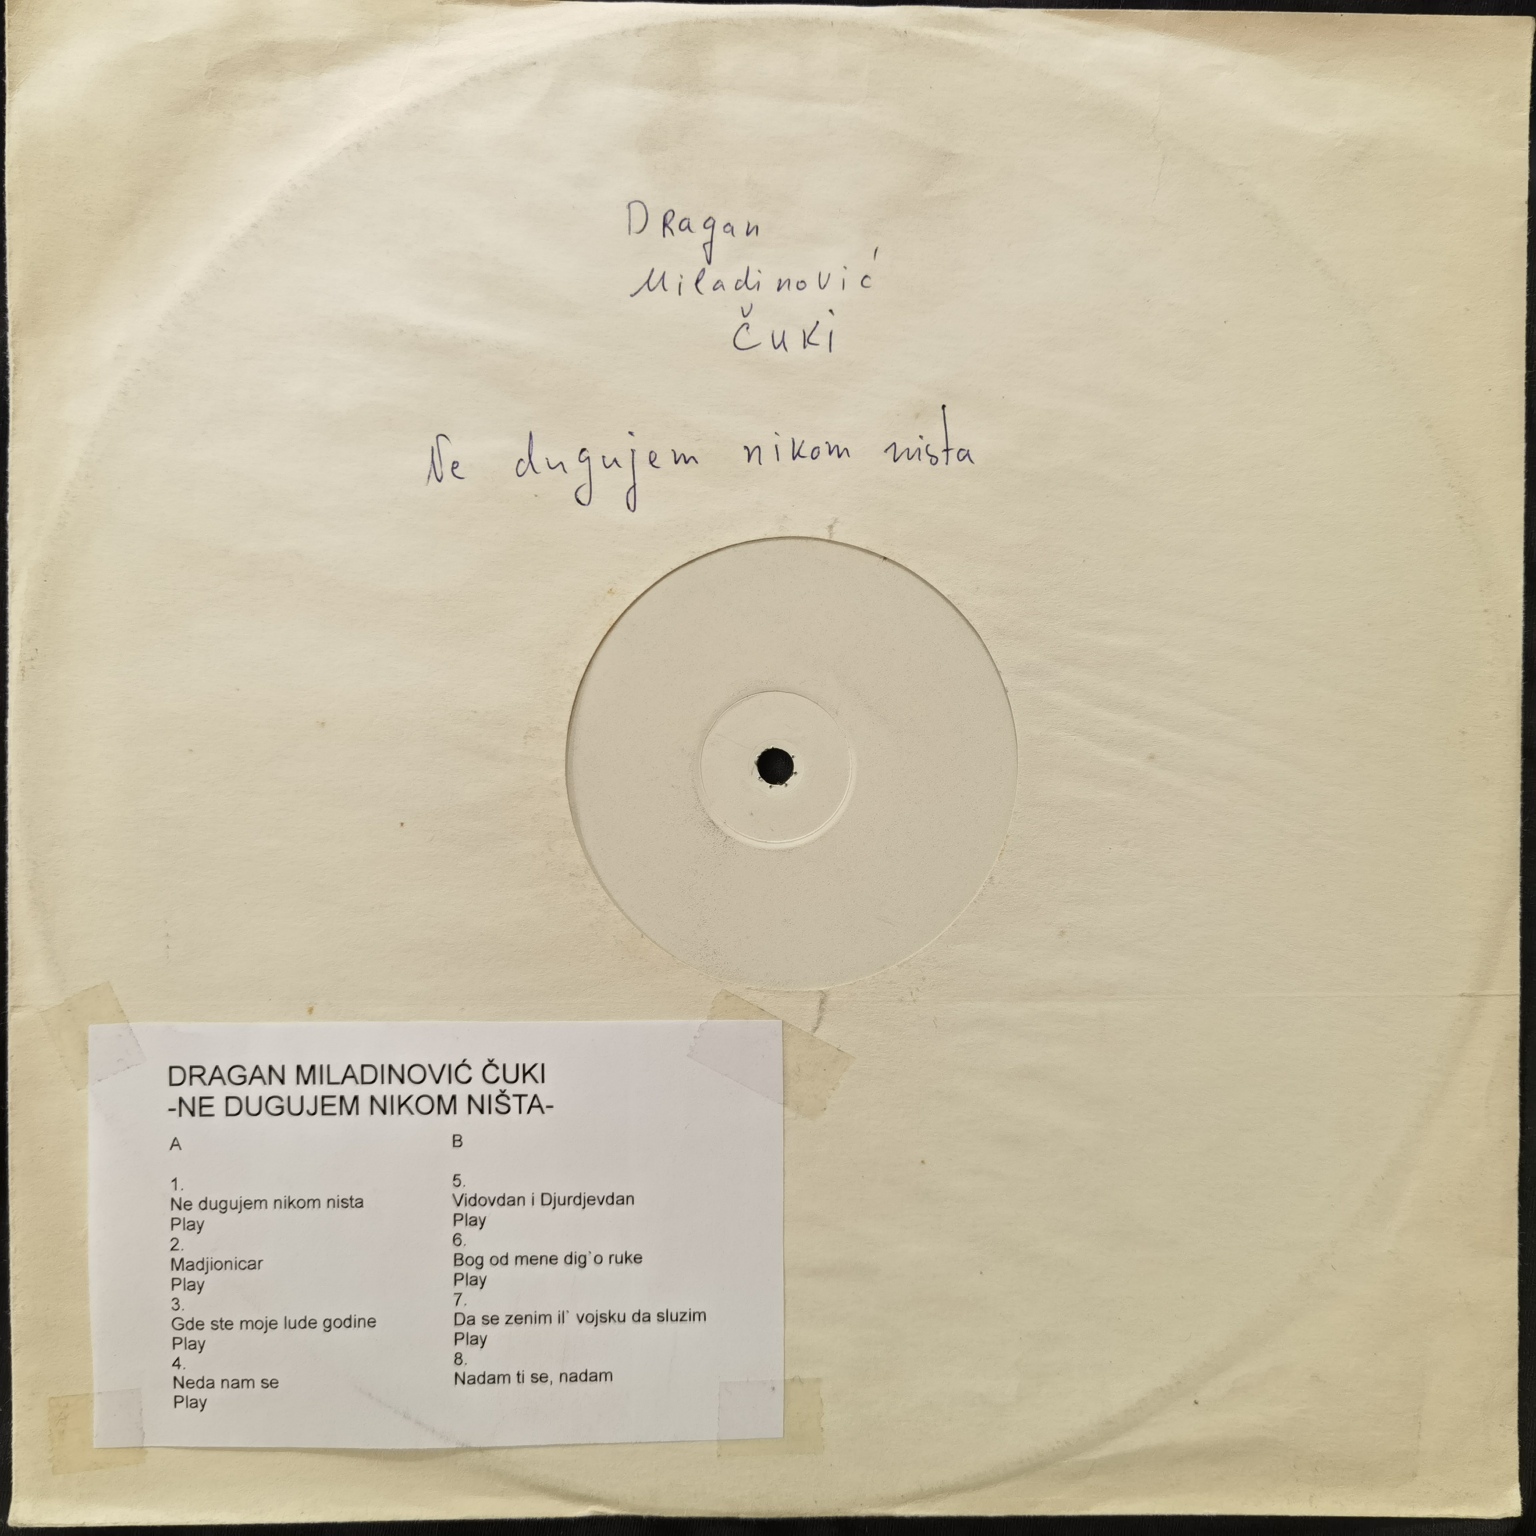 Dragan
Miladinović
Čuki
Ne dugujem nikom ništa
DRAGAN MILADINOVIĆ ČUKI
-NE DUGUJEM NIKOM NIŠTA-
A
1.
Ne dugujem nikom nista
Play
2.
Madjionicar
Play
3.
Gde ste moje lude godine
Play
4.
Neda nam se
Play
B
5.
Vidovdan i Djurdjevdan
Play
6.
Bog od mene dig`o ruke
Play
7.
Da se zenim il` vojsku da sluzim
Play
8.
Nadam ti se, nadam